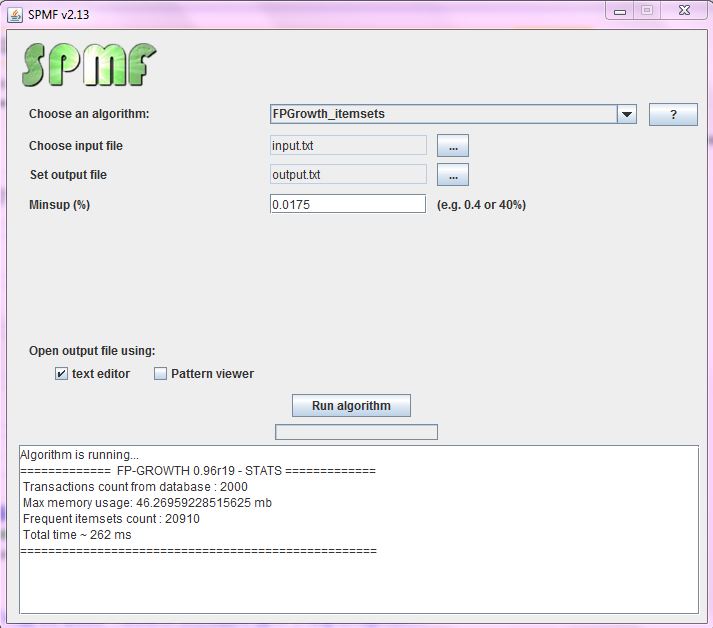 SPMF v2.13
SPMF
Choose an algorithm: FPGrowth_itemsets ?
Choose input file input.txt ...
Set output file output.txt ...
Minsup (%) 0.0175 (e.g. 0.4 or 40%)
Open output file using:
text editor Pattern viewer
Run algorithm
Algorithm is running...
============= FP-GROWTH 0.96r19 - STATS =============
Transactions count from database : 2000
Max memory usage: 46.26959228515625 mb
Frequent itemsets count : 20910
Total time ~ 262 ms
===================================================